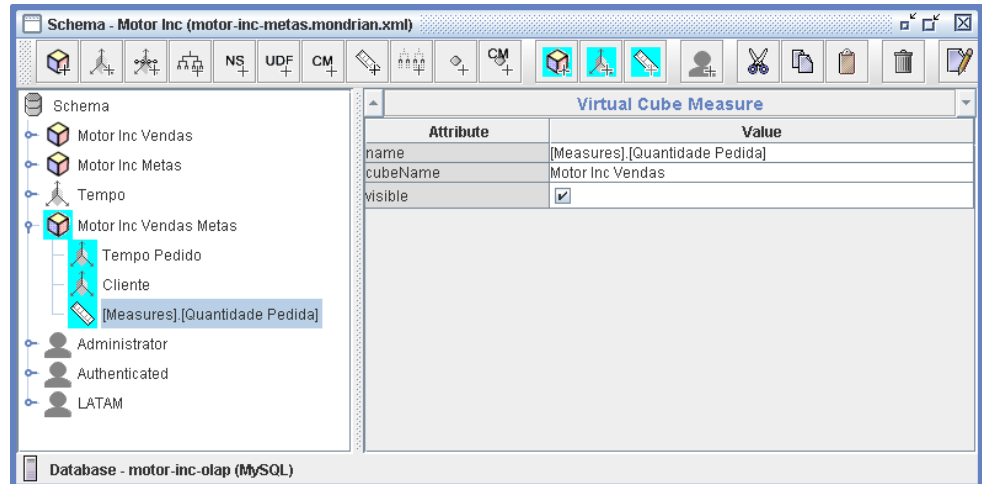 Schema - Motor Inc (motor-inc-metas.mondrian.xml)
NS UDF CM CM
Schema
Motor Inc Vendas
Motor Inc Metas
Tempo
Motor Inc Vendas Metas
Tempo Pedido
Cliente
[Measures].[Quantidade Pedida]
Administrator
Authenticated
LATAM
Virtual Cube Measure
Attribute Value
name [Measures].[Quantidade Pedida]
cubeName Motor Inc Vendas
visible
Database - motor-inc-olap (MySQL)